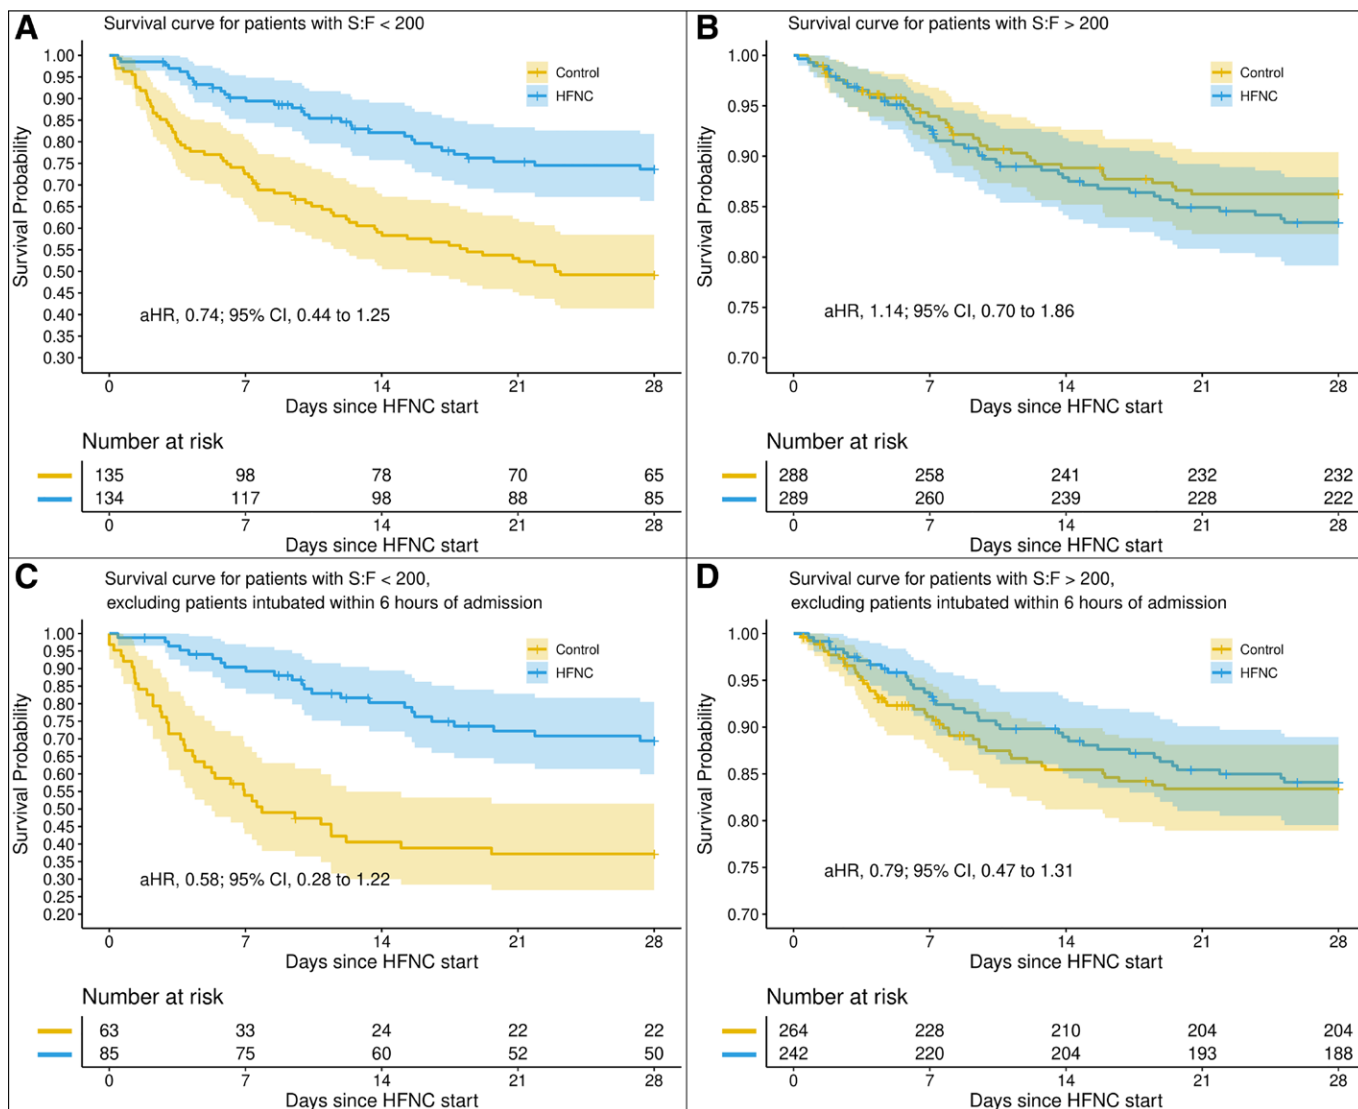 A
Survival curve for patients with S:F < 200
Survival Probability
1.00
0.95
0.90
0.85
0.80
0.75
0.70
0.65
0.60
0.55
0.50
0.45
0.40
0.35
0.30
Control
HFNC
aHR, 0.74; 95% CI, 0.44 to 1.25
0 7 14 21 28
Days since HFNC start
Number at risk
135 98 78 70 65
134 117 98 88 85
0 7 14 21 28
Days since HFNC start
B
Survival curve for patients with S:F > 200
Survival Probability
1.00
0.95
0.90
0.85
0.80
0.75
0.70
Control
HFNC
aHR, 1.14; 95% CI, 0.70 to 1.86
0 7 14 21 28
Days since HFNC start
Number at risk
288 258 241 232 232
289 260 239 228 222
0 7 14 21 28
Days since HFNC start
C
Survival curve for patients with S:F < 200,
excluding patients intubated within 6 hours of admission
Survival Probability
1.00
0.95
0.90
0.85
0.80
0.75
0.70
0.65
0.60
0.55
0.50
0.45
0.40
0.35
0.30
0.25
0.20
Control
HFNC
aHR, 0.58; 95% CI, 0.28 to 1.22
0 7 14 21 28
Days since HFNC start
Number at risk
63 33 24 22 22
85 75 60 52 50
0 7 14 21 28
Days since HFNC start
D
Survival curve for patients with S:F > 200,
excluding patients intubated within 6 hours of admission
Survival Probability
1.00
0.95
0.90
0.85
0.80
0.75
0.70
Control
HFNC
aHR, 0.79; 95% CI, 0.47 to 1.31
0 7 14 21 28
Days since HFNC start
Number at risk
264 228 210 204 204
242 220 204 193 188
0 7 14 21 28
Days since HFNC start